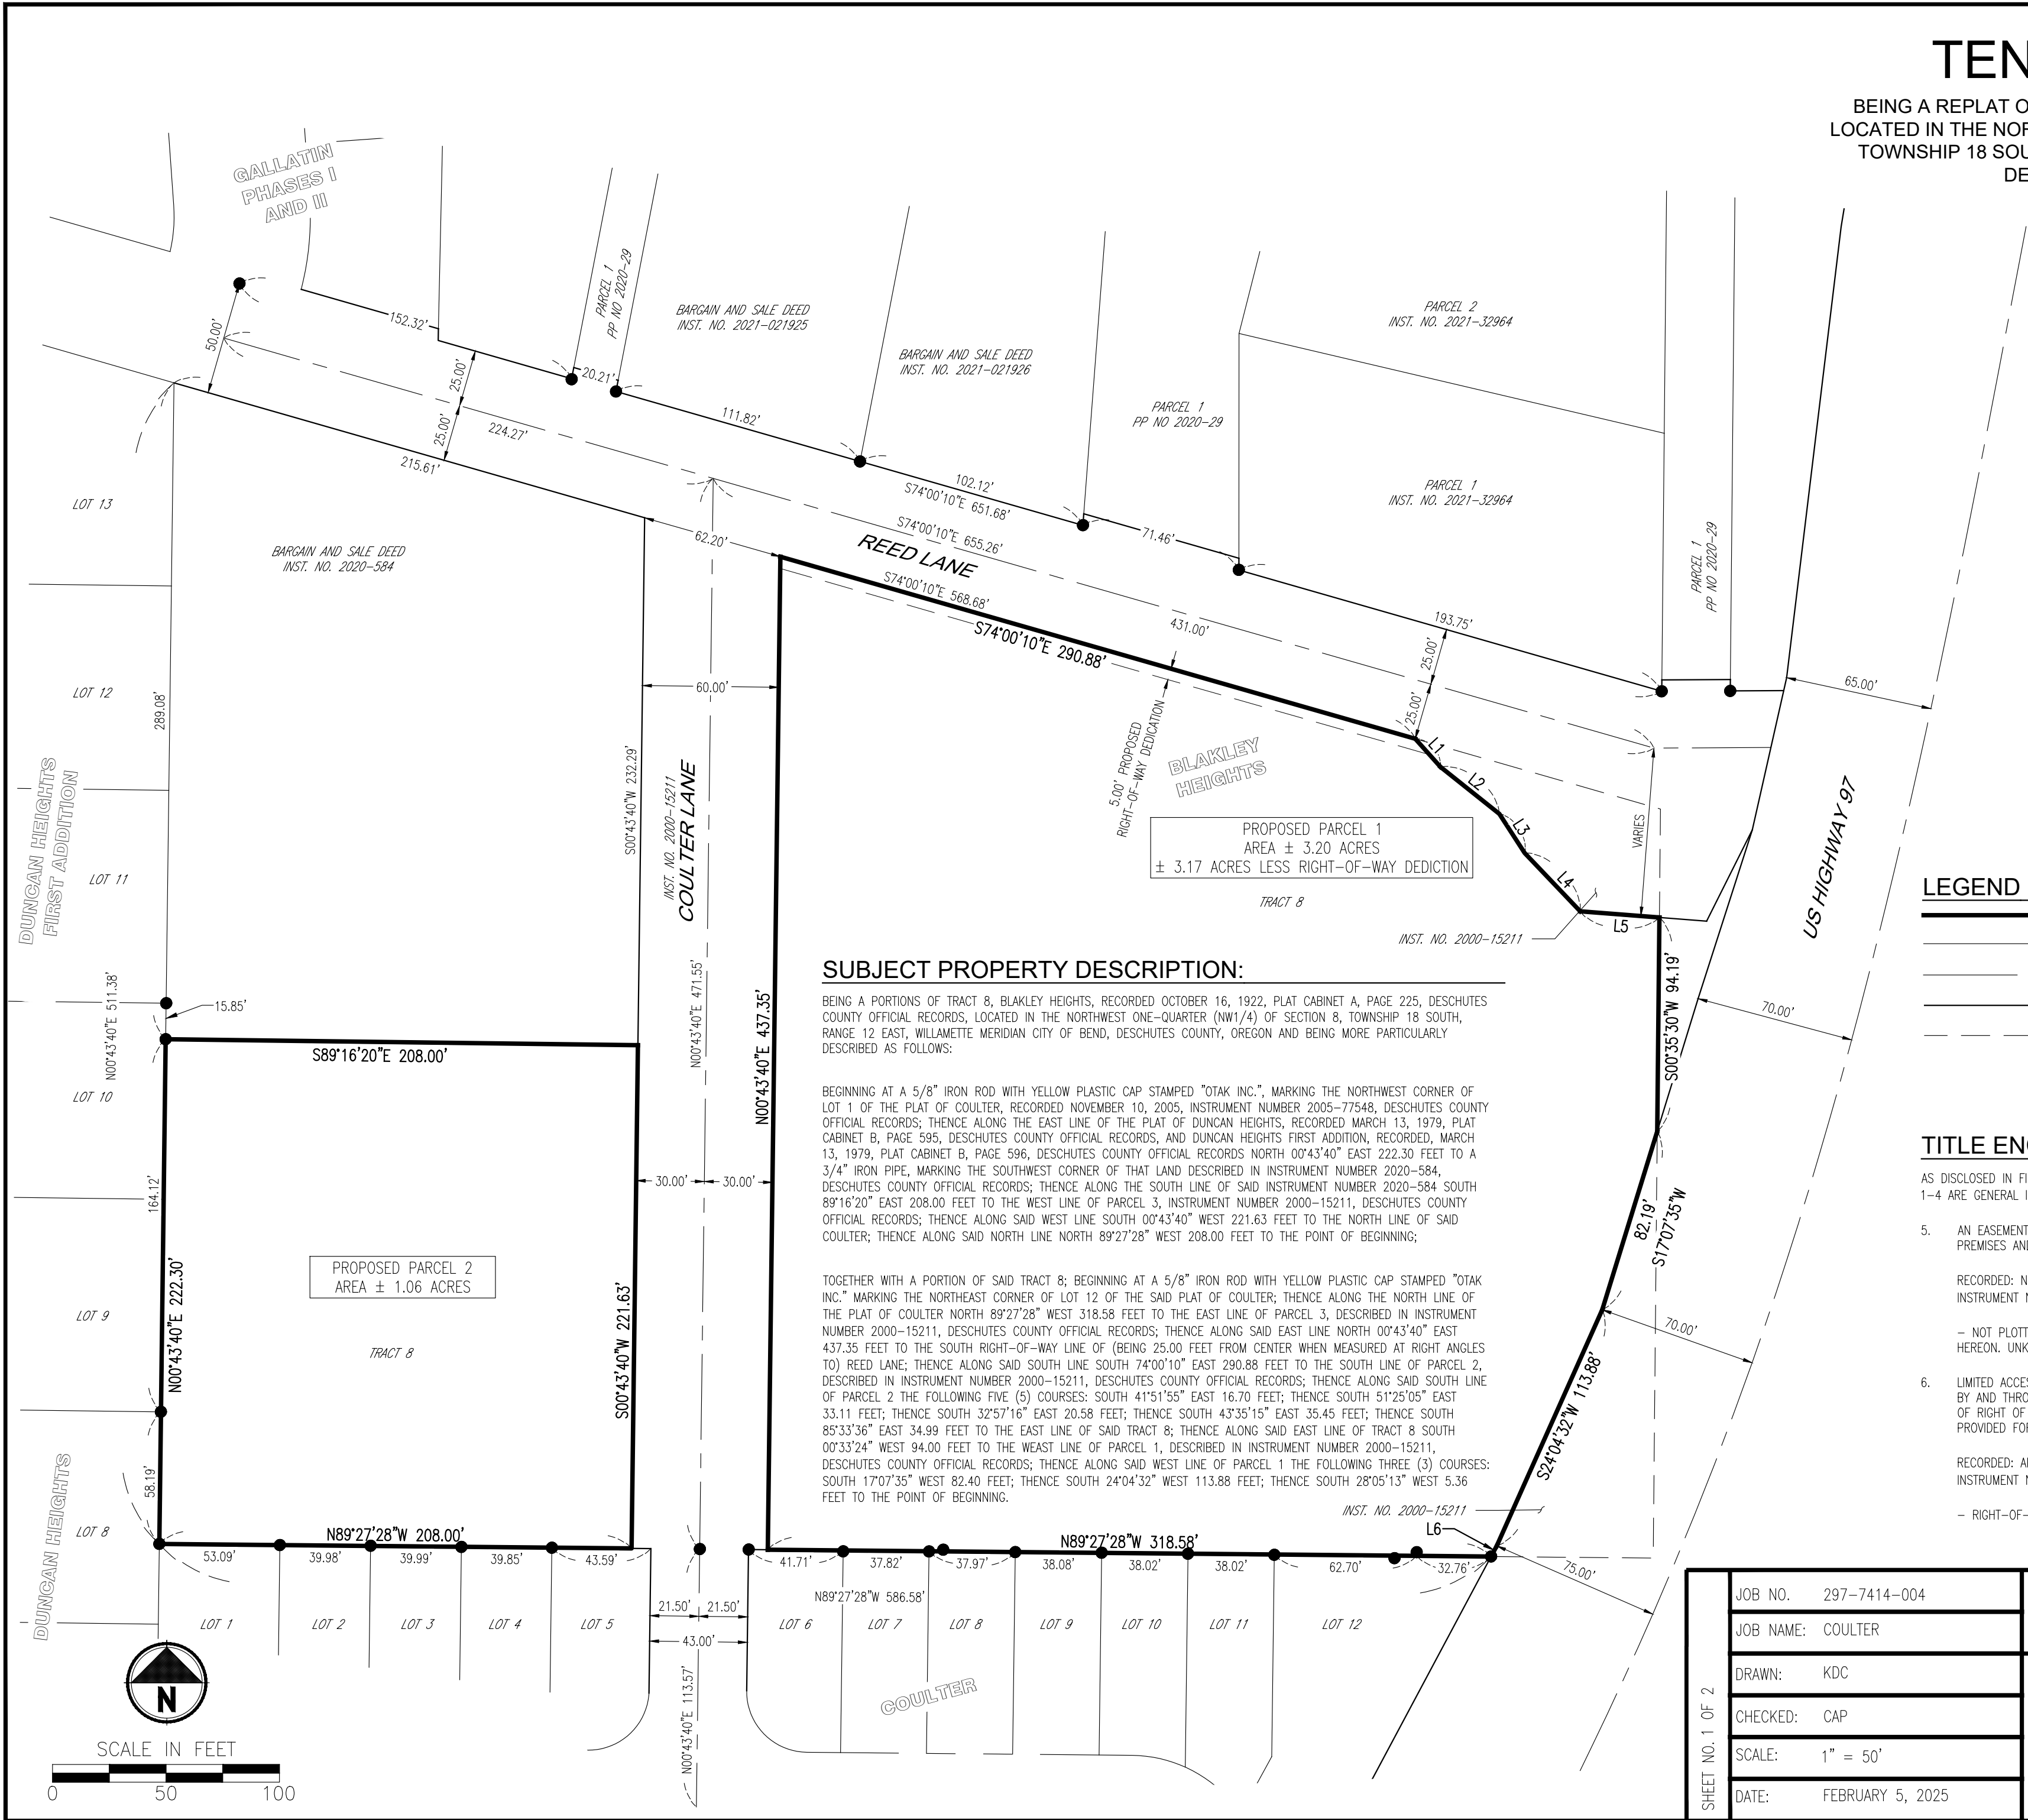 TEN
BEING A REPLAT O
LOCATED IN THE NOR
TOWNSHIP 18 SOU
DE
GALLATIN
PHASES I
AND II
50.00'
152.32'
25.00'
25.00'
224.27'
215.61'
PARCEL 1
PP NO 2020-29
20.21'
BARGAIN AND SALE DEED
INST. NO. 2021-021925
111.82'
BARGAIN AND SALE DEED
INST. NO. 2021-021926
102.12'
S74°00'10"E 651.68'
S74°00'10"E 655.26'
REED LANE
S74°00'10"E 568.68'
S74°00'10"E 290.88'
62.20'
PARCEL 1
PP NO 2020-29
71.46'
PARCEL 2
INST. NO. 2021-32964
PARCEL 1
INST. NO. 2021-32964
PARCEL 1
PP NO 2020-29
193.75'
431.00'
25.00'
25.00'
65.00'
LOT 13
BARGAIN AND SALE DEED
INST. NO. 2020-584
LOT 12
289.08'
60.00'
S00°43'40"W 232.29'
INST. NO. 2000-15211
COULTER LANE
5.00' PROPOSED
RIGHT-OF-WAY DEDICATION
BLAKLEY
HEIGHTS
L1
L2
L3
L4
L5
VARIES
US HIGHWAY 97
PROPOSED PARCEL 1
AREA ± 3.20 ACRES
± 3.17 ACRES LESS RIGHT-OF-WAY DEDICTION
TRACT 8
INST. NO. 2000-15211
DUNCAN HEIGHTS
FIRST ADDITION
LOT 11
N00°43'40"E 511.38'
15.85'
S89°16'20"E 208.00'
N00°43'40"E 471.55'
N00°43'40"E 437.35'
S00°35'30"W 94.19'
70.00'
LEGEND
SUBJECT PROPERTY DESCRIPTION:
BEING A PORTIONS OF TRACT 8, BLAKLEY HEIGHTS, RECORDED OCTOBER 16, 1922, PLAT CABINET A, PAGE 225, DESCHUTES
COUNTY OFFICIAL RECORDS, LOCATED IN THE NORTHWEST ONE-QUARTER (NW1/4) OF SECTION 8, TOWNSHIP 18 SOUTH,
RANGE 12 EAST, WILLAMETTE MERIDIAN CITY OF BEND, DESCHUTES COUNTY, OREGON AND BEING MORE PARTICULARLY
DESCRIBED AS FOLLOWS:
BEGINNING AT A 5/8" IRON ROD WITH YELLOW PLASTIC CAP STAMPED "OTAK INC.", MARKING THE NORTHWEST CORNER OF
LOT 1 OF THE PLAT OF COULTER, RECORDED NOVEMBER 10, 2005, INSTRUMENT NUMBER 2005-77548, DESCHUTES COUNTY
OFFICIAL RECORDS; THENCE ALONG THE EAST LINE OF THE PLAT OF DUNCAN HEIGHTS, RECORDED MARCH 13, 1979, PLAT
CABINET B, PAGE 595, DESCHUTES COUNTY OFFICIAL RECORDS, AND DUNCAN HEIGHTS FIRST ADDITION, RECORDED, MARCH
13, 1979, PLAT CABINET B, PAGE 596, DESCHUTES COUNTY OFFICIAL RECORDS NORTH 00°43'40" EAST 222.30 FEET TO A
3/4" IRON PIPE, MARKING THE SOUTHWEST CORNER OF THAT LAND DESCRIBED IN INSTRUMENT NUMBER 2020-584,
DESCHUTES COUNTY OFFICIAL RECORDS; THENCE ALONG THE SOUTH LINE OF SAID INSTRUMENT NUMBER 2020-584 SOUTH
89°16'20" EAST 208.00 FEET TO THE WEST LINE OF PARCEL 3, INSTRUMENT NUMBER 2000-15211, DESCHUTES COUNTY
OFFICIAL RECORDS; THENCE ALONG SAID WEST LINE SOUTH 00°43'40" WEST 221.63 FEET TO THE NORTH LINE OF SAID
COULTER; THENCE ALONG SAID NORTH LINE NORTH 89°27'28" WEST 208.00 FEET TO THE POINT OF BEGINNING;
TOGETHER WITH A PORTION OF SAID TRACT 8; BEGINNING AT A 5/8" IRON ROD WITH YELLOW PLASTIC CAP STAMPED "OTAK
INC." MARKING THE NORTHEAST CORNER OF LOT 12 OF THE SAID PLAT OF COULTER; THENCE ALONG THE NORTH LINE OF
THE PLAT OF COULTER NORTH 89°27'28" WEST 318.58 FEET TO THE EAST LINE OF PARCEL 3, DESCRIBED IN INSTRUMENT
NUMBER 2000-15211, DESCHUTES COUNTY OFFICIAL RECORDS; THENCE ALONG SAID EAST LINE NORTH 00°43'40" EAST
437.35 FEET TO THE SOUTH RIGHT-OF-WAY LINE OF (BEING 25.00 FEET FROM CENTER WHEN MEASURED AT RIGHT ANGLES
TO) REED LANE; THENCE ALONG SAID SOUTH LINE SOUTH 74°00'10" EAST 290.88 FEET TO THE SOUTH LINE OF PARCEL 2,
DESCRIBED IN INSTRUMENT NUMBER 2000-15211, DESCHUTES COUNTY OFFICIAL RECORDS; THENCE ALONG SAID SOUTH LINE
OF PARCEL 2 THE FOLLOWING FIVE (5) COURSES: SOUTH 41°51'55" EAST 16.70 FEET; THENCE SOUTH 51°25'05" EAST
33.11 FEET; THENCE SOUTH 32°57'16" EAST 20.58 FEET; THENCE SOUTH 43°35'15" EAST 35.45 FEET; THENCE SOUTH
85°33'36" EAST 34.99 FEET TO THE EAST LINE OF SAID TRACT 8; THENCE ALONG SAID EAST LINE OF TRACT 8 SOUTH
00°33'24" WEST 94.00 FEET TO THE WEAST LINE OF PARCEL 1, DESCRIBED IN INSTRUMENT NUMBER 2000-15211,
DESCHUTES COUNTY OFFICIAL RECORDS; THENCE ALONG SAID WEST LINE OF PARCEL 1 THE FOLLOWING THREE (3) COURSES:
SOUTH 17°07'35" WEST 82.40 FEET; THENCE SOUTH 24°04'32" WEST 113.88 FEET; THENCE SOUTH 28°05'13" WEST 5.36
FEET TO THE POINT OF BEGINNING.
LOT 10
164.12'
30.00'
30.00'
PROPOSED PARCEL 2
AREA ± 1.06 ACRES
TRACT 8
N00°43'40"E 222.30'
S00°43'40"W 221.63'
LOT 9
LOT 8
58.19'
DUNCAN HEIGHTS
82.19'
S17°07'35"W
70.00'
S24°04'32"W 113.88'
INST. NO. 2000-15211
L6
75.00'
TITLE EN
AS DISCLOSED IN FI
1-4 ARE GENERAL I
5. AN EASEMENT
PREMISES AN
RECORDED: N
INSTRUMENT N
- NOT PLOTT
HEREON. UNK
6. LIMITED ACCES
BY AND THRO
OF RIGHT OF
PROVIDED FOR
RECORDED: A
INSTRUMENT N
- RIGHT-OF-
N89°27'28"W 208.00'
53.09'
39.98'
39.99'
39.85'
43.59'
N89°27'28"W 318.58'
41.71'
37.82'
37.97'
38.08'
38.02'
38.02'
62.70'
32.76'
N89°27'28"W 586.58'
21.50'
21.50'
43.00'
N00°43'40"E 113.57'
LOT 1
LOT 2
LOT 3
LOT 4
LOT 5
LOT 6
LOT 7
LOT 8
LOT 9
LOT 10
LOT 11
LOT 12
COULTER
N
SCALE IN FEET
0 50 100
SHEET NO. 1 OF 2
JOB NO. 297-7414-004
JOB NAME: COULTER
DRAWN: KDC
CHECKED: CAP
SCALE: 1" = 50'
DATE: FEBRUARY 5, 2025